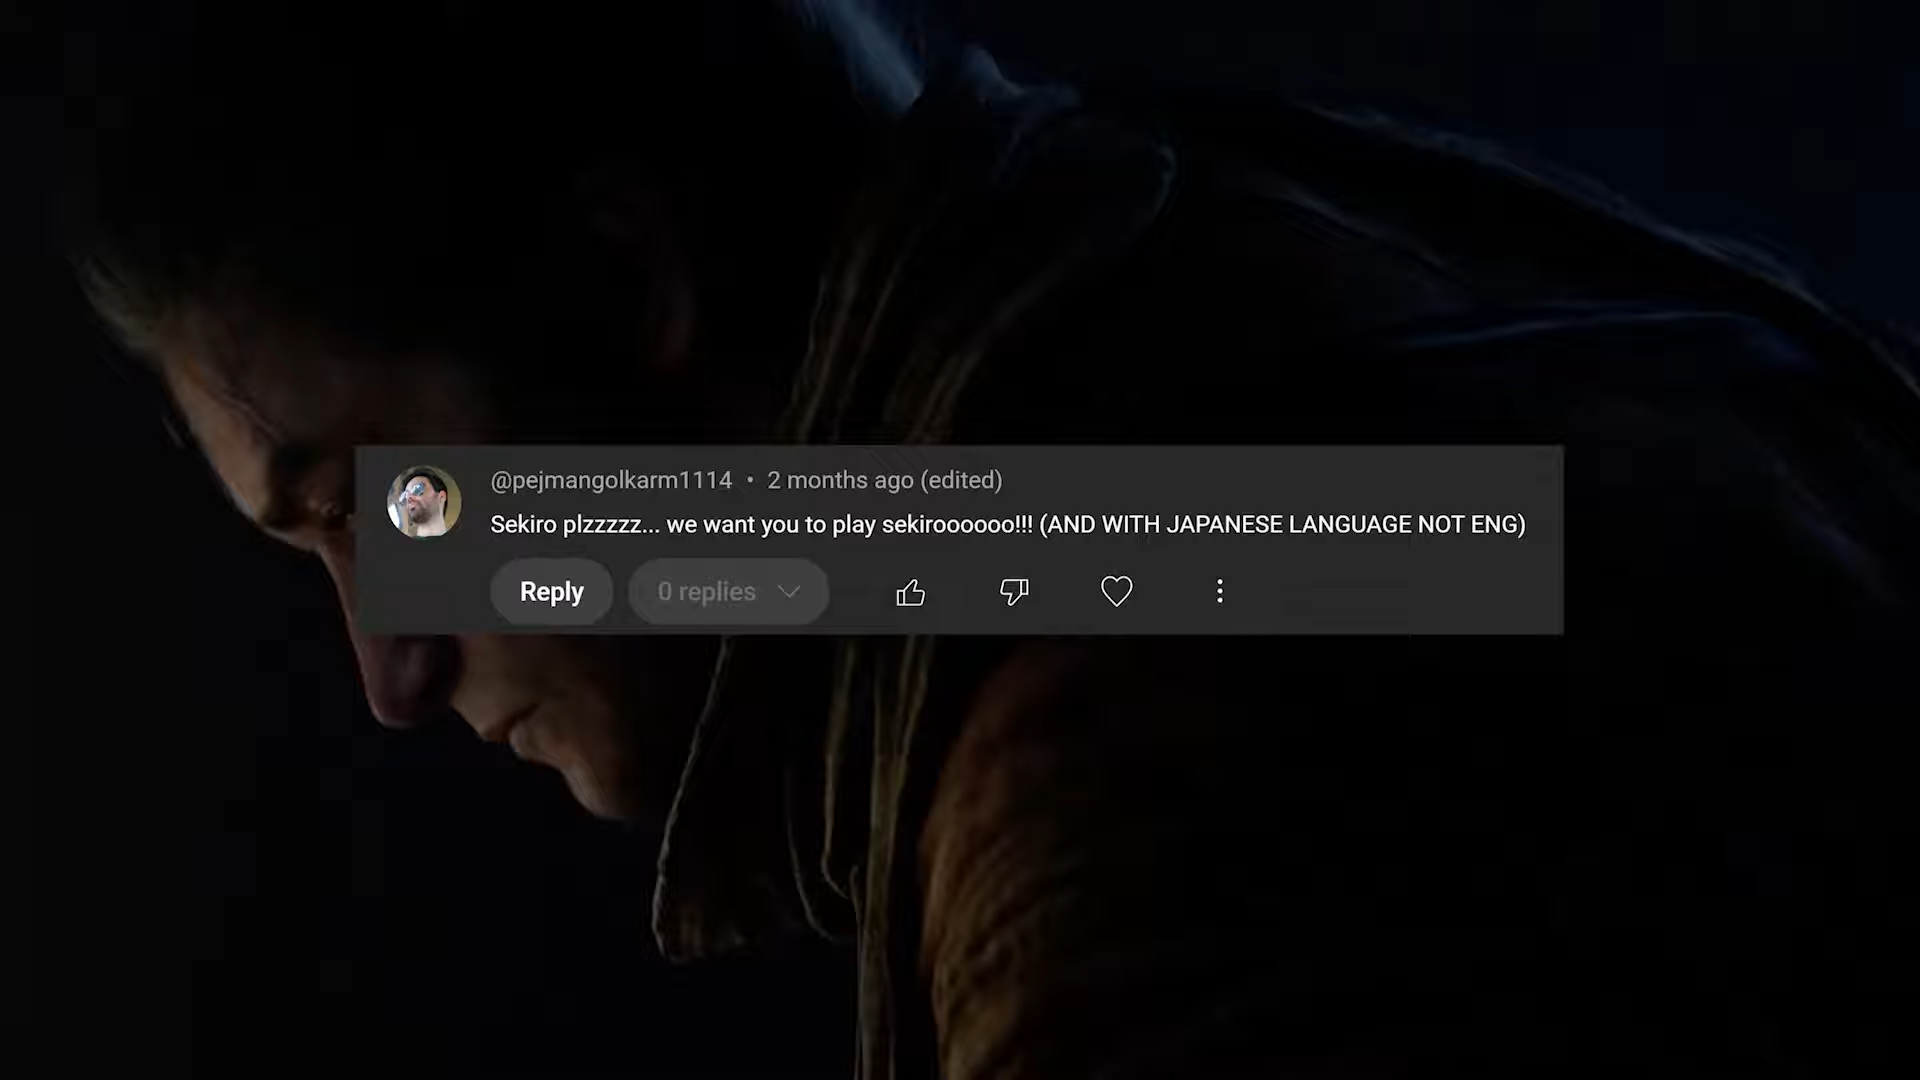 @pejmangolkarm1114 • 2 months ago (edited)
Sekiro plzzzzz... we want you to play sekiroooooo!!! (AND WITH JAPANESE LANGUAGE NOT ENG)
Reply 0 replies